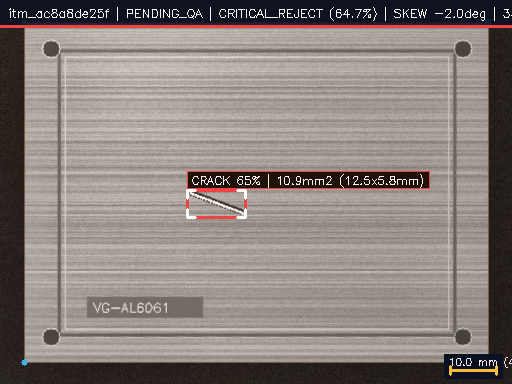 itm_ac8a8de25f | PENDING_QA | CRITICAL_REJECT (64.7%) | SKEW -2.0deg | 3
CRACK 65% | 10.9mm2 (12.5x5.8mm)
VG-AL6061
10.0 mm (4